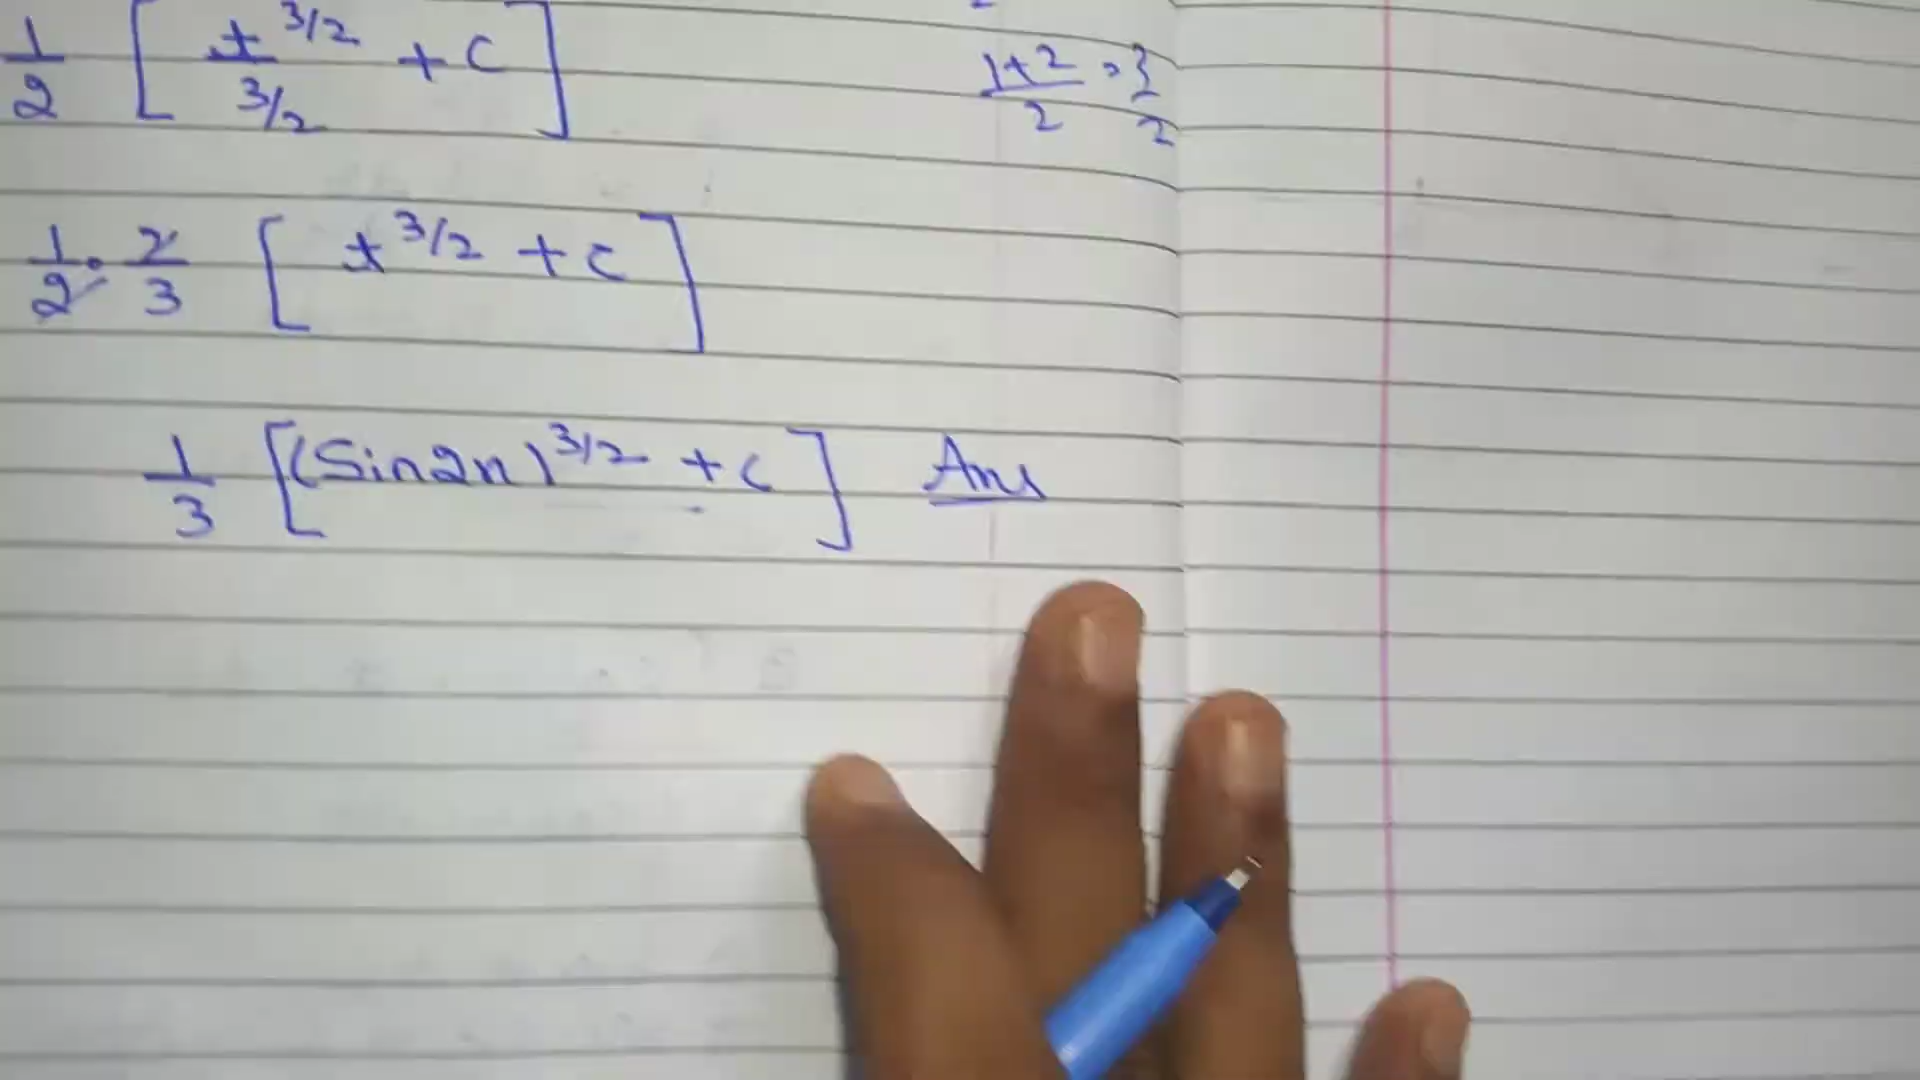 1/2 [ t^3/2 / 3/2 + c ]
1+2 / 2 = 3/2
1/2 . 2/3 [ t^3/2 + c ]
1/3 [(Sin2x)^3/2 + c ] Ans